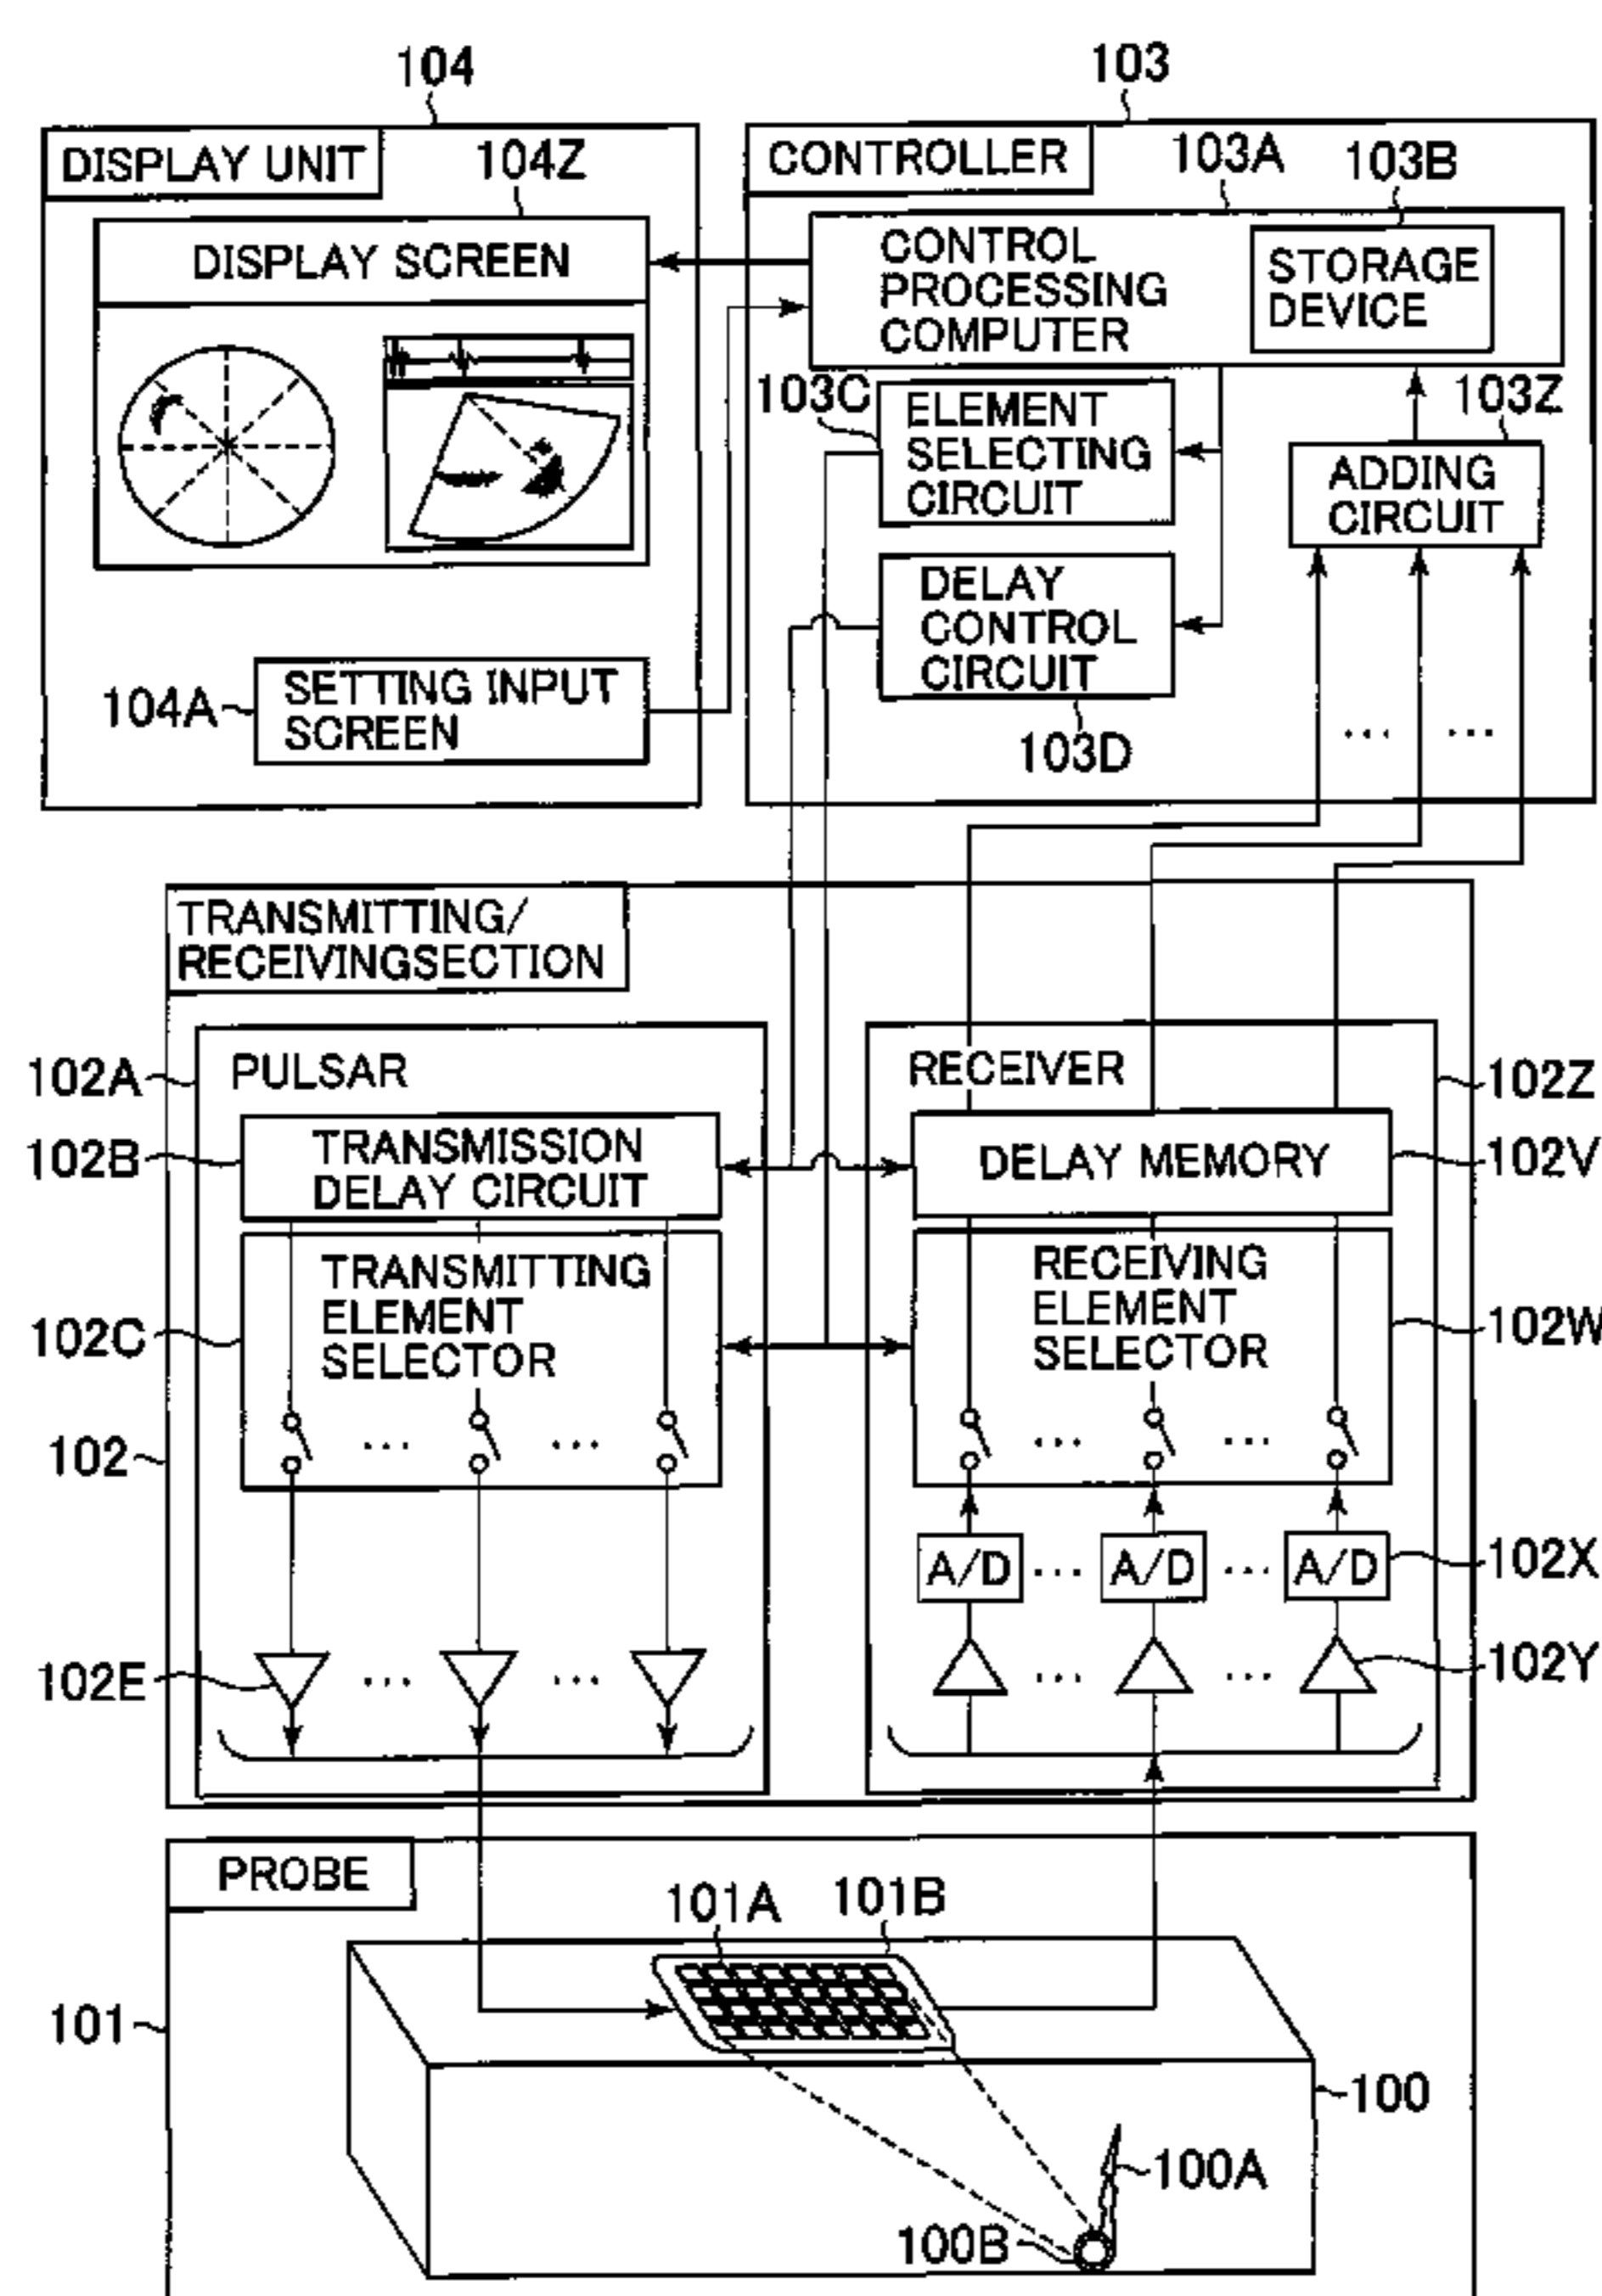 104
103
DISPLAY UNIT
104Z
CONTROLLER
103A
103B
DISPLAY SCREEN
CONTROL
PROCESSING
COMPUTER
STORAGE
DEVICE
103C
ELEMENT
SELECTING
CIRCUIT
103Z
ADDING
CIRCUIT
DELAY
CONTROL
CIRCUIT
104A
SETTING INPUT
SCREEN
103D
... ...
TRANSMITTING/
RECEIVINGSECTION
102A
PULSAR
RECEIVER
102Z
102B
TRANSMISSION
DELAY CIRCUIT
DELAY MEMORY
102V
102C
TRANSMITTING
ELEMENT
SELECTOR
RECEIVING
ELEMENT
SELECTOR
102W
102
... ... ... ...
A/D ... A/D ... A/D
102X
102E
... ... ... ...
102Y
PROBE
101A
101B
101
100
100A
100B